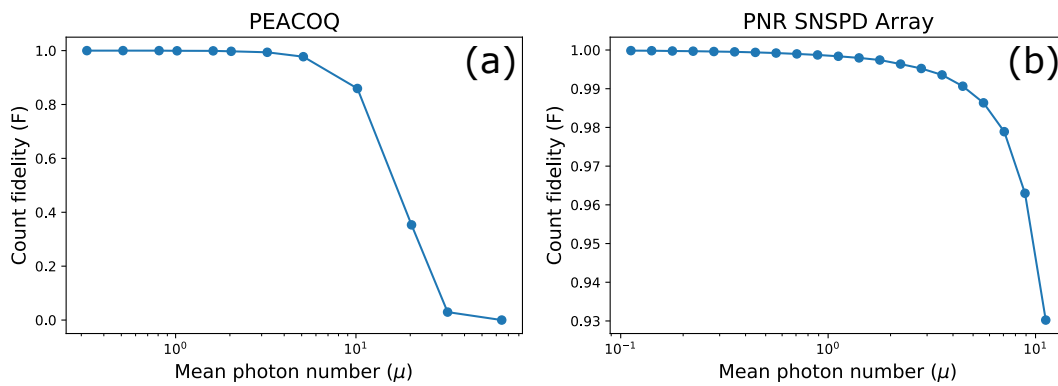 PEACOQ
(a)
Count fidelity (F)
1.0
0.8
0.6
0.4
0.2
0.0
10⁰
10¹
Mean photon number (μ)
PNR SNSPD Array
(b)
Count fidelity (F)
1.00
0.99
0.98
0.97
0.96
0.95
0.94
0.93
10⁻¹
10⁰
10¹
Mean photon number (μ)